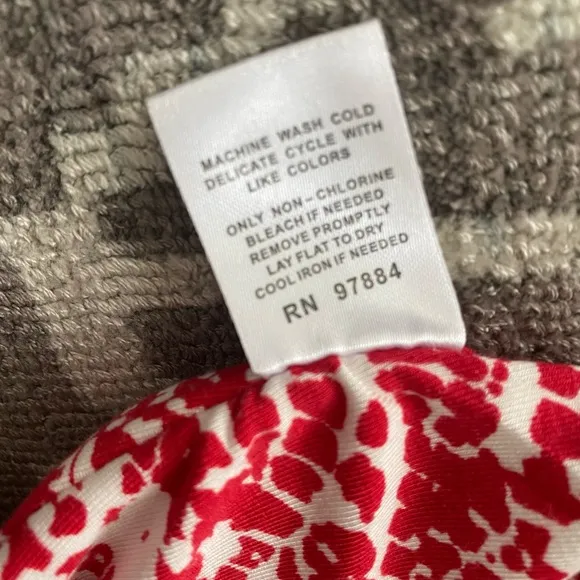 MACHINE WASH COLD
DELICATE CYCLE WITH
LIKE COLORS
ONLY NON-CHLORINE
BLEACH IF NEEDED
REMOVE PROMPTLY
LAY FLAT TO DRY
COOL IRON IF NEEDED
RN 97884